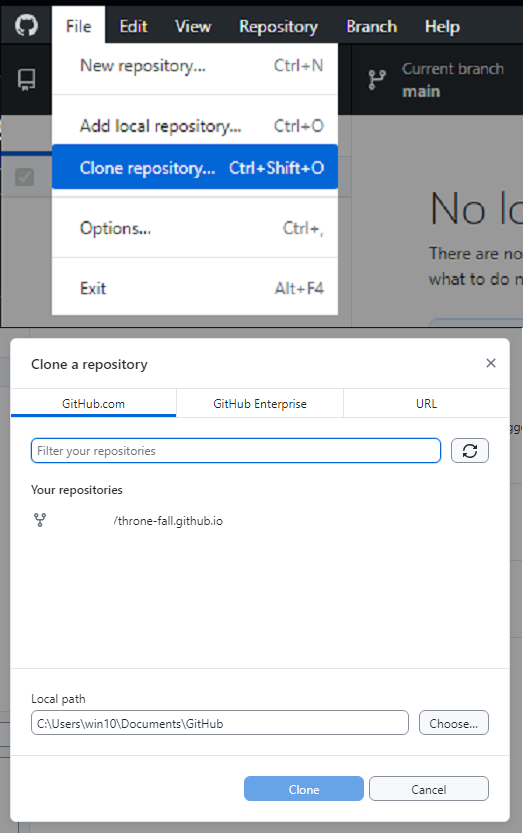 File Edit View Repository Branch Help
New repository... Ctrl+N
Current branch
main
Add local repository... Ctrl+O
Clone repository... Ctrl+Shift+O
No lo
Options... Ctrl+,
There are no
what to do n
Exit Alt+F4
Clone a repository
GitHub.com GitHub Enterprise URL
Filter your repositories
Your repositories
/throne-fall.github.io
Local path
C:\Users\win10\Documents\GitHub Choose...
Clone Cancel